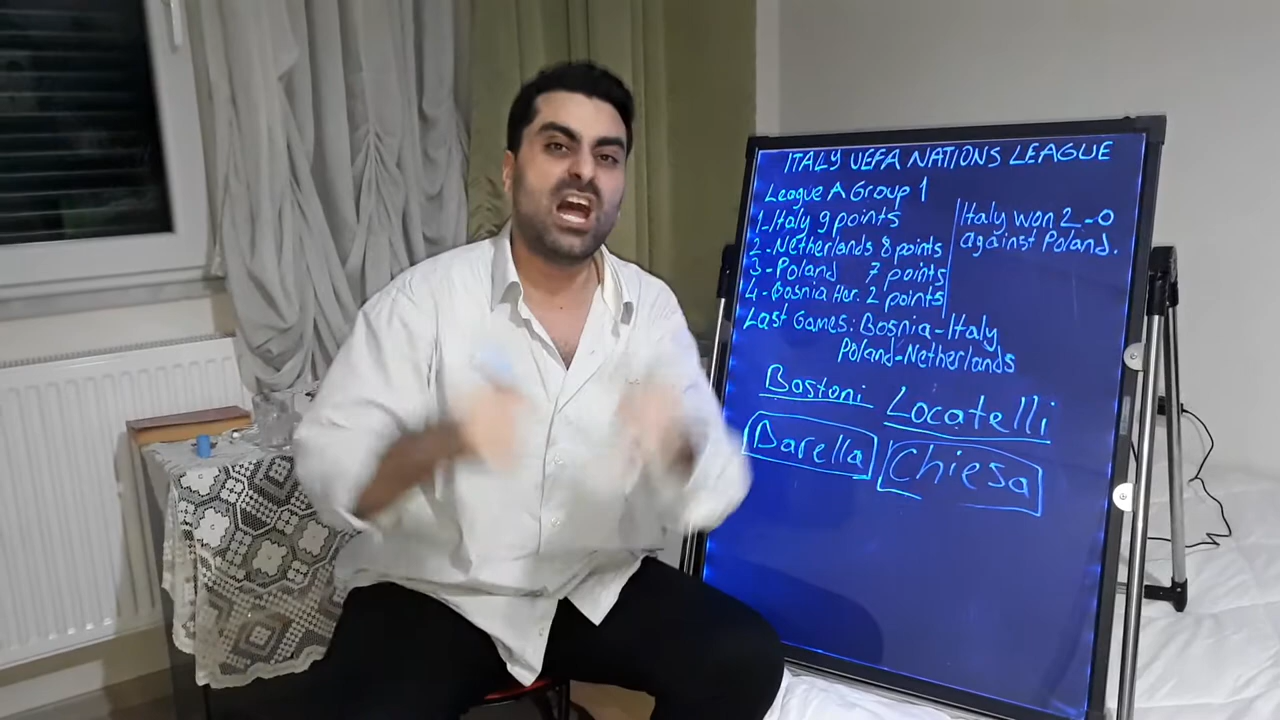 ITALY UEFA NATIONS LEAGUE
League A Group 1
1-Italy 9 points
2-Netherlands 8 points
3-Poland 7 points
4-Bosnia Her. 2 points
Italy won 2-0
against Poland.
Last Games: Bosnia-Italy
Poland-Netherlands
Bastoni Locatelli
Barella Chiesa